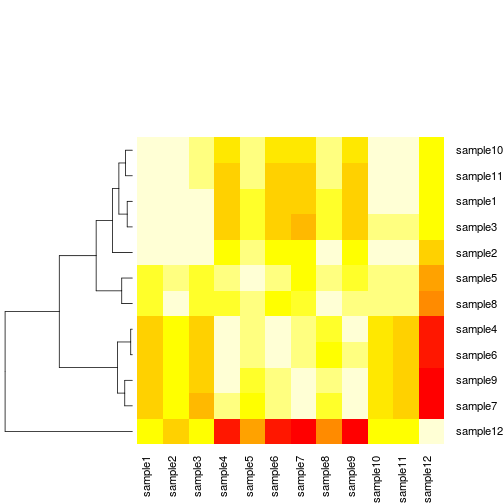 sample10
sample11
sample1
sample3
sample2
sample5
sample8
sample4
sample6
sample9
sample7
sample12
sample1
sample2
sample3
sample4
sample5
sample6
sample7
sample8
sample9
sample10
sample11
sample12